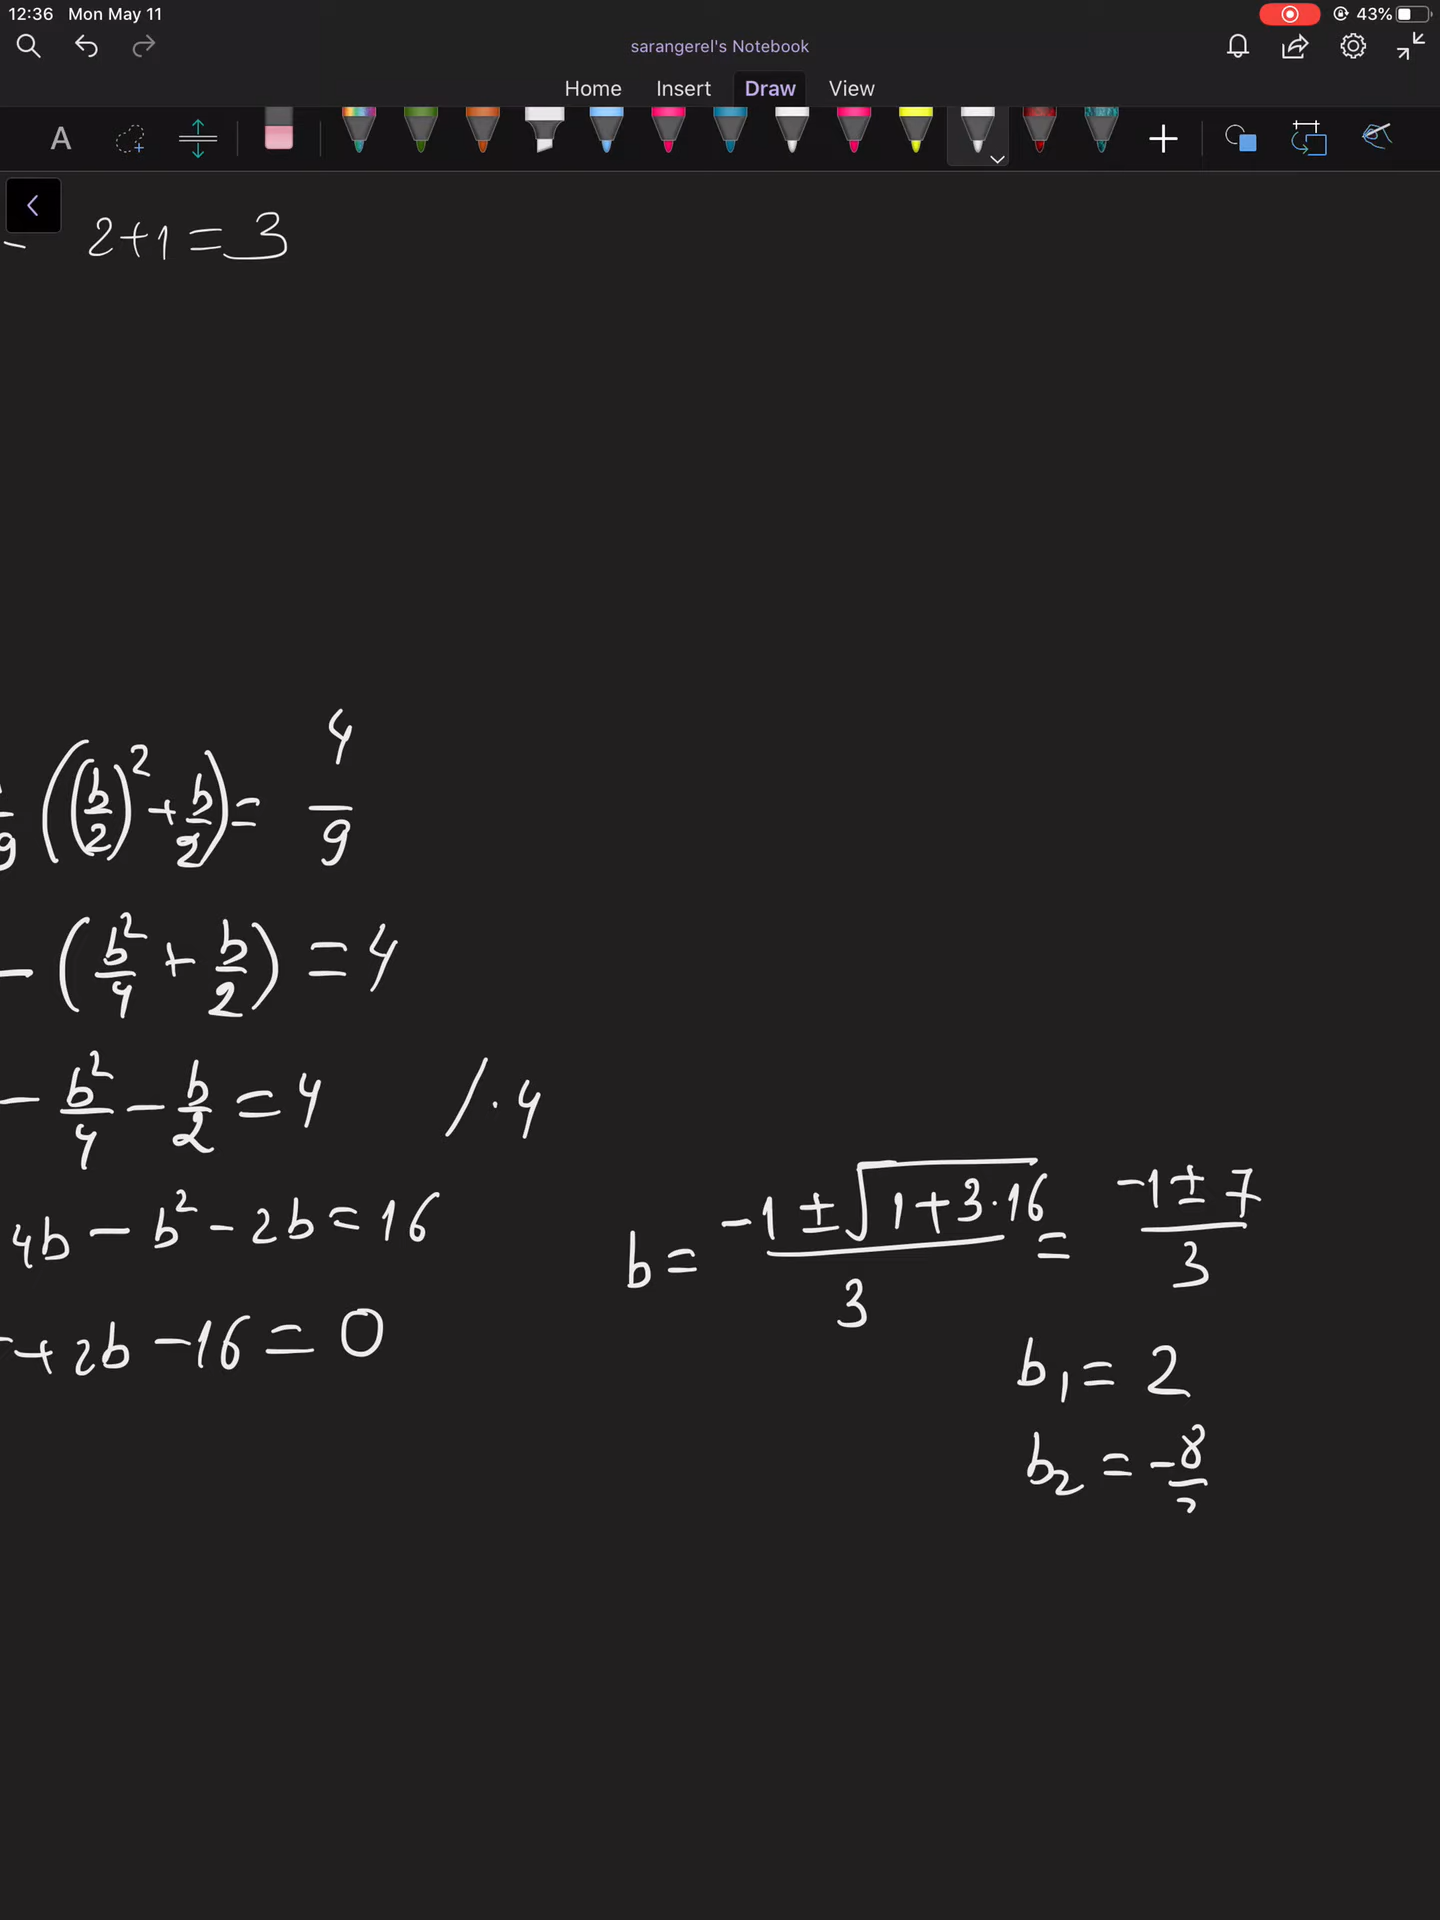 12:36 Mon May 11 43%
sarangerel's Notebook
Home Insert Draw View
A
- 2+1=3
9 ((b/2)²+b/2)= 4/9
- (b²/4 + b/2) = 4
- b²/4 - b/2 = 4 /·4
4b - b² - 2b = 16
+2b -16 = 0
b = (-1 ± √(1+3·16))/3 = (-1 ± 7)/3
b₁ = 2
b₂ = -8/